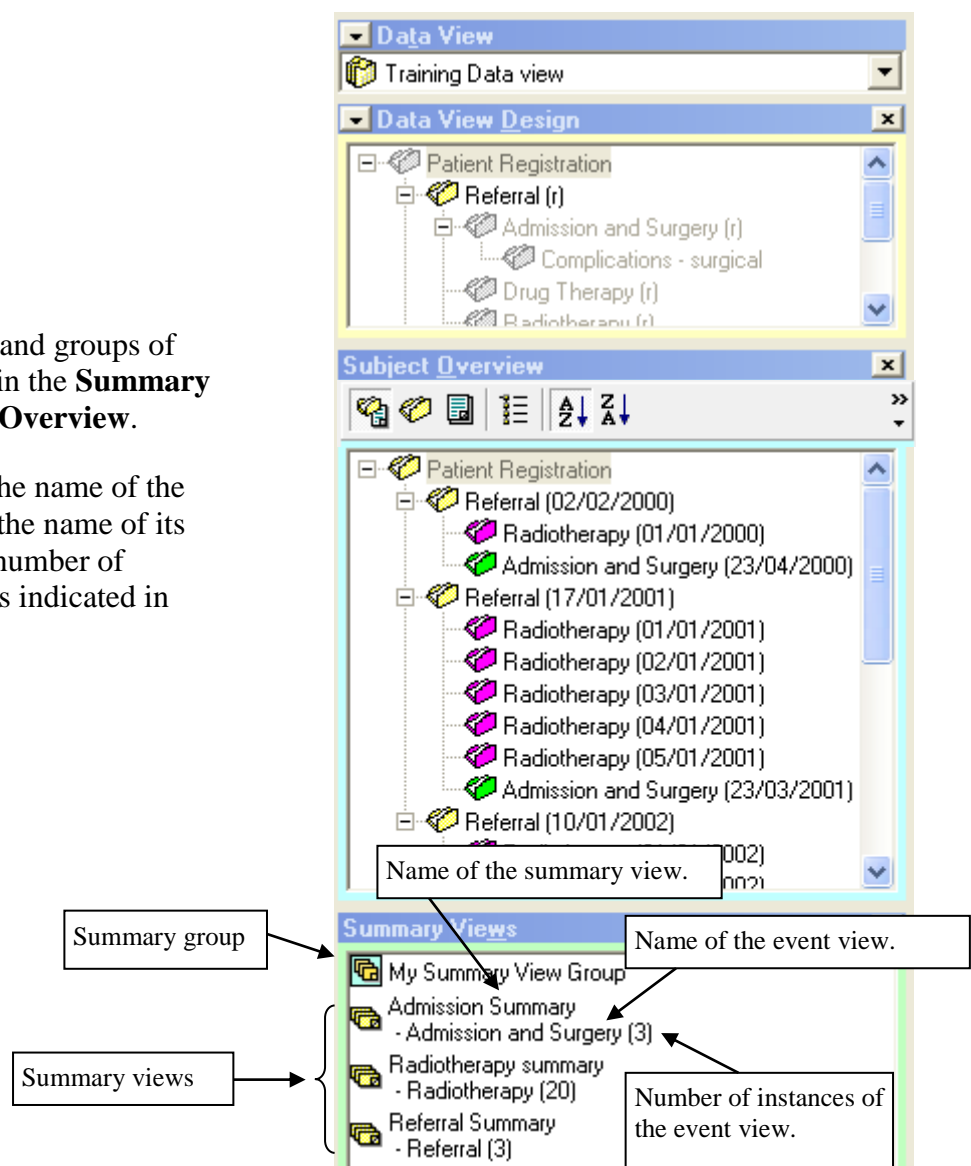 Data View
Training Data view
Data View Design
Patient Registration
Referral (r)
Admission and Surgery (r)
Complications - surgical
Drug Therapy (r)
Radiotherapy (r)
and groups of
in the Summary
Overview.
he name of the
the name of its
number of
s indicated in
Subject Overview
A Z
Z A
Patient Registration
Referral (02/02/2000)
Radiotherapy (01/01/2000)
Admission and Surgery (23/04/2000)
Referral (17/01/2001)
Radiotherapy (01/01/2001)
Radiotherapy (02/01/2001)
Radiotherapy (03/01/2001)
Radiotherapy (04/01/2001)
Radiotherapy (05/01/2001)
Admission and Surgery (23/03/2001)
Referral (10/01/2002)
002)
002)
Name of the summary view.
Summary group
Summary Views
Name of the event view.
My Summary View Group
Admission Summary
- Admission and Surgery (3)
Radiotherapy summary
- Radiotherapy (20)
Referral Summary
- Referral (3)
Summary views
Number of instances of
the event view.